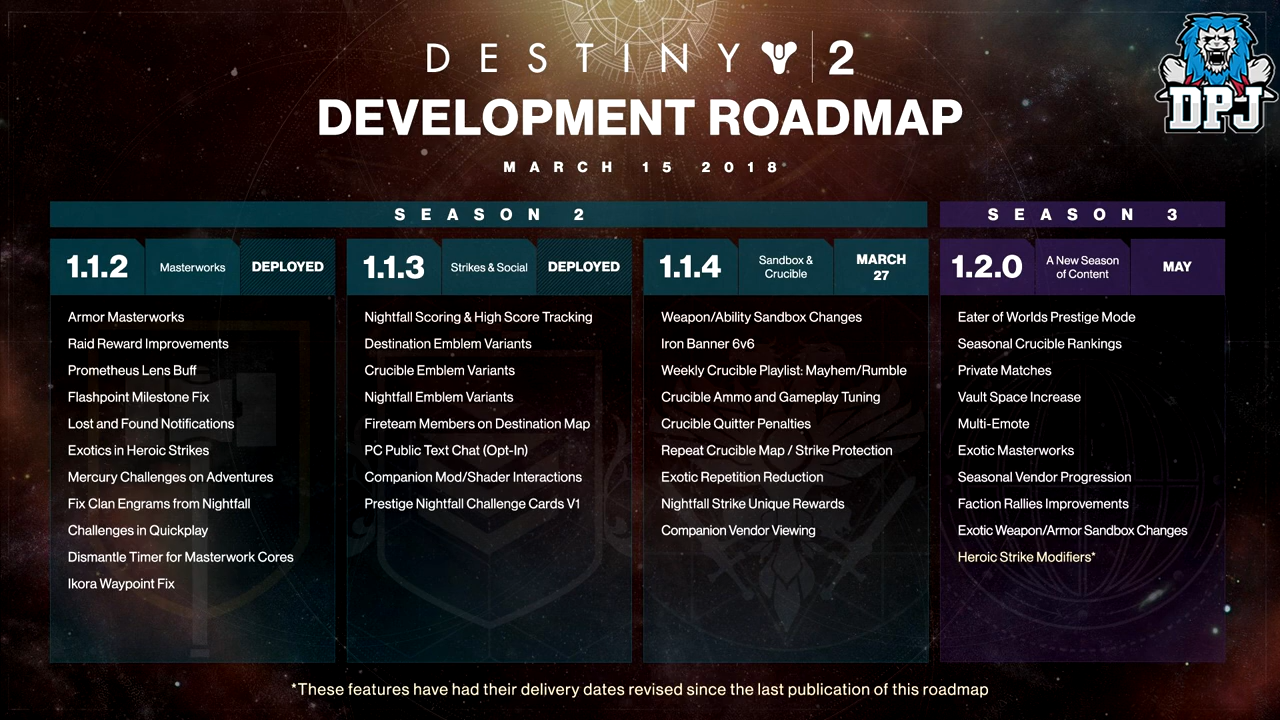 DESTINY 2
DPJ
DEVELOPMENT ROADMAP
MARCH 15 2018
SEASON 2
SEASON 3
1.1.2
Masterworks
DEPLOYED
Armor Masterworks
Raid Reward Improvements
Prometheus Lens Buff
Flashpoint Milestone Fix
Lost and Found Notifications
Exotics in Heroic Strikes
Mercury Challenges on Adventures
Fix Clan Engrams from Nightfall
Challenges in Quickplay
Dismantle Timer for Masterwork Cores
Ikora Waypoint Fix
1.1.3
Strikes & Social
DEPLOYED
Nightfall Scoring & High Score Tracking
Destination Emblem Variants
Crucible Emblem Variants
Nightfall Emblem Variants
Fireteam Members on Destination Map
PC Public Text Chat (Opt-In)
Companion Mod/Shader Interactions
Prestige Nightfall Challenge Cards V1
1.1.4
Sandbox &
Crucible
MARCH
27
Weapon/Ability Sandbox Changes
Iron Banner 6v6
Weekly Crucible Playlist: Mayhem/Rumble
Crucible Ammo and Gameplay Tuning
Crucible Quitter Penalties
Repeat Crucible Map / Strike Protection
Exotic Repetition Reduction
Nightfall Strike Unique Rewards
Companion Vendor Viewing
1.2.0
A New Season
of Content
MAY
Eater of Worlds Prestige Mode
Seasonal Crucible Rankings
Private Matches
Vault Space Increase
Multi-Emote
Exotic Masterworks
Seasonal Vendor Progression
Faction Rallies Improvements
Exotic Weapon/Armor Sandbox Changes
Heroic Strike Modifiers*
*These features have had their delivery dates revised since the last publication of this roadmap